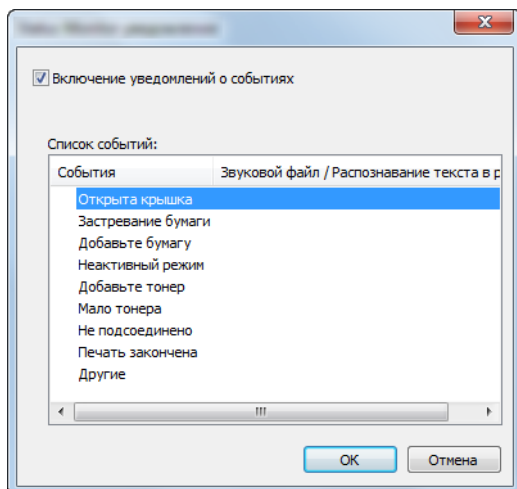 Включение уведомлений о событиях
Список событий:
События Звуковой файл / Распознавание текста в р
Открыта крышка
Застревание бумаги
Добавьте бумагу
Неактивный режим
Добавьте тонер
Мало тонера
Не подсоединено
Печать закончена
Другие
OK Отмена